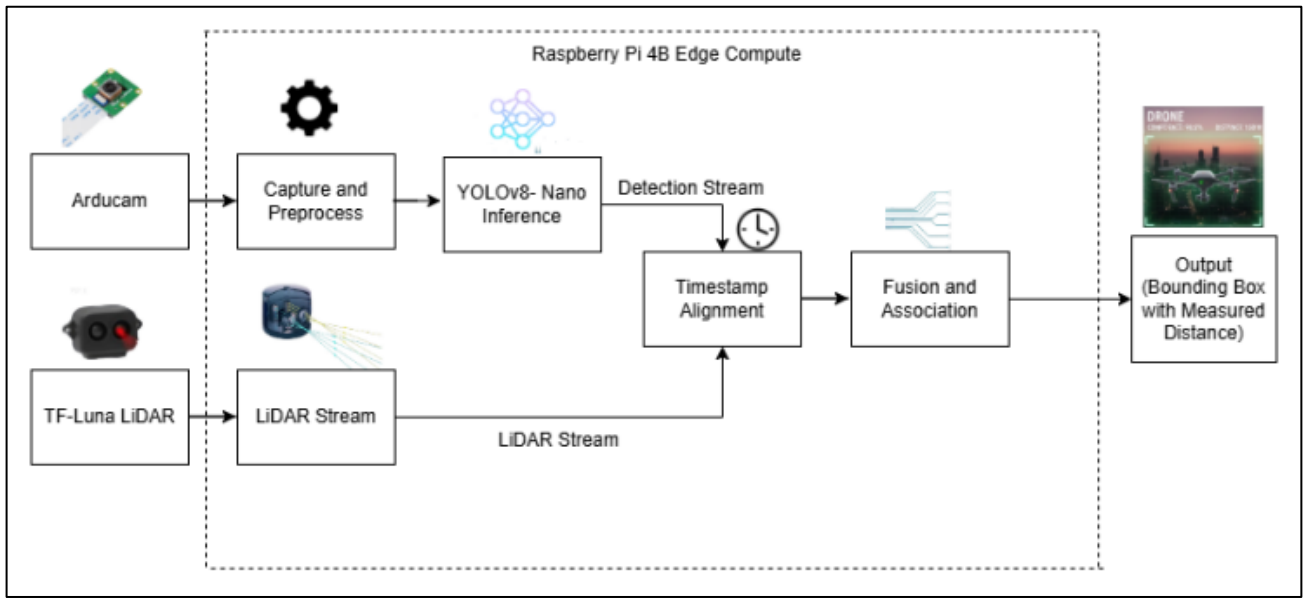 Raspberry Pi 4B Edge Compute
DRONE
Arducam
Capture and
Preprocess
YOLOv8- Nano
Inference
Detection Stream
Timestamp
Alignment
Fusion and
Association
Output
(Bounding Box
with Measured
Distance)
TF-Luna LiDAR
LiDAR Stream
LiDAR Stream